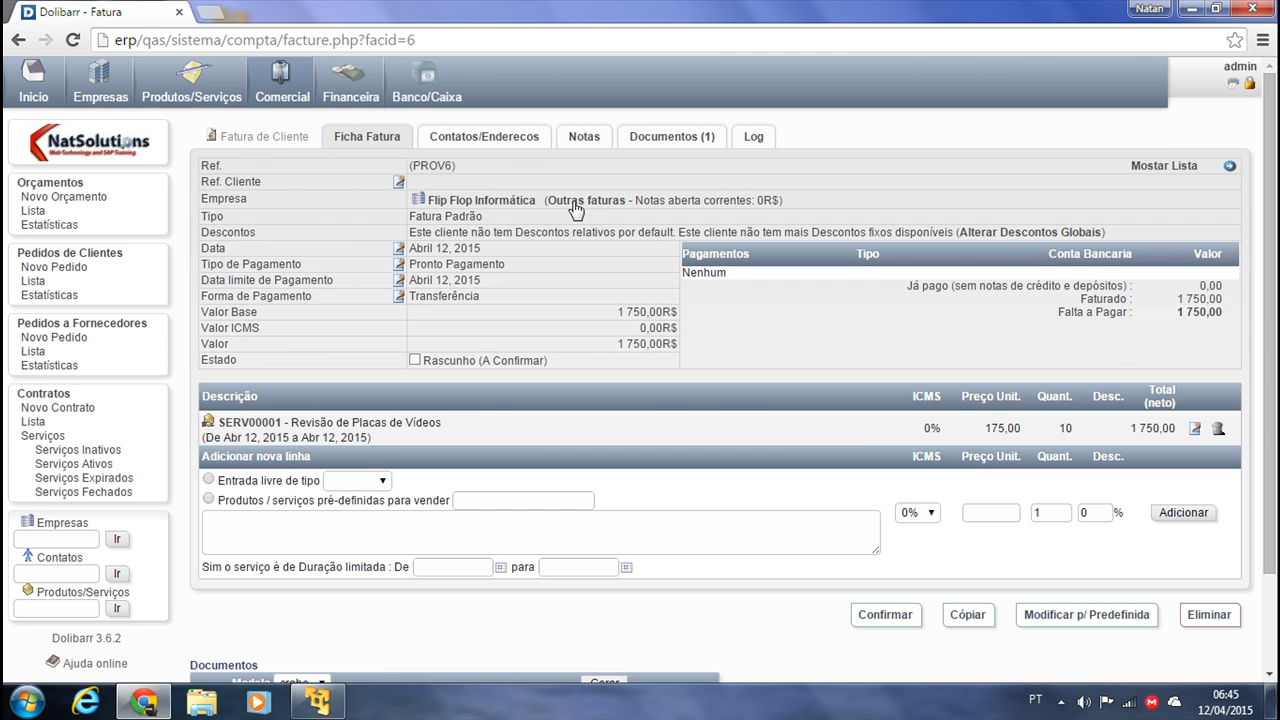 Dolibarr - Fatura
Natan
erp/qas/sistema/compta/facture.php?facid=6
Inicio
Empresas
Produtos/Serviços
Comercial
Financeira
Banco/Caixa
admin
NatSolutions
Web Technology and SAP Training
Orçamentos
Novo Orçamento
Lista
Estatísticas
Pedidos de Clientes
Novo Pedido
Lista
Estatísticas
Pedidos a Fornecedores
Novo Pedido
Lista
Estatísticas
Contratos
Novo Contrato
Lista
Serviços
Serviços Inativos
Serviços Ativos
Serviços Expirados
Serviços Fechados
Empresas
Ir
Contatos
Ir
Produtos/Serviços
Ir
Dolibarr 3.6.2
Ajuda online
Fatura de Cliente
Ficha Fatura
Contatos/Enderecos
Notas
Documentos (1)
Log
Ref. (PROV6) Mostar Lista
Ref. Cliente
Empresa Flip Flop Informática (Outras faturas - Notas aberta correntes: 0R$)
Tipo Fatura Padrão
Descontos Este cliente não tem Descontos relativos por default. Este cliente não tem mais Descontos fixos disponíveis (Alterar Descontos Globais)
Data Abril 12, 2015
Tipo de Pagamento Pronto Pagamento
Data limite de Pagamento Abril 12, 2015
Forma de Pagamento Transferência
Valor Base 1 750,00R$
Valor ICMS 0,00R$
Valor 1 750,00R$
Estado Rascunho (A Confirmar)
Pagamentos Tipo Conta Bancaria Valor
Nenhum
Já pago (sem notas de crédito e depósitos) : 0,00
Faturado : 1 750,00
Falta a Pagar : 1 750,00
Descrição ICMS Preço Unit. Quant. Desc. Total (neto)
SERV00001 - Revisão de Placas de Vídeos 0% 175,00 10 1 750,00
(De Abr 12, 2015 a Abr 12, 2015)
Adicionar nova linha ICMS Preço Unit. Quant. Desc.
Entrada livre de tipo
Produtos / serviços pré-definidas para vender
0% 1 0 % Adicionar
Sim o serviço é de Duração limitada : De para
Confirmar
Cópiar
Modificar p/ Predefinida
Eliminar
Documentos
PT
06:45
12/04/2015